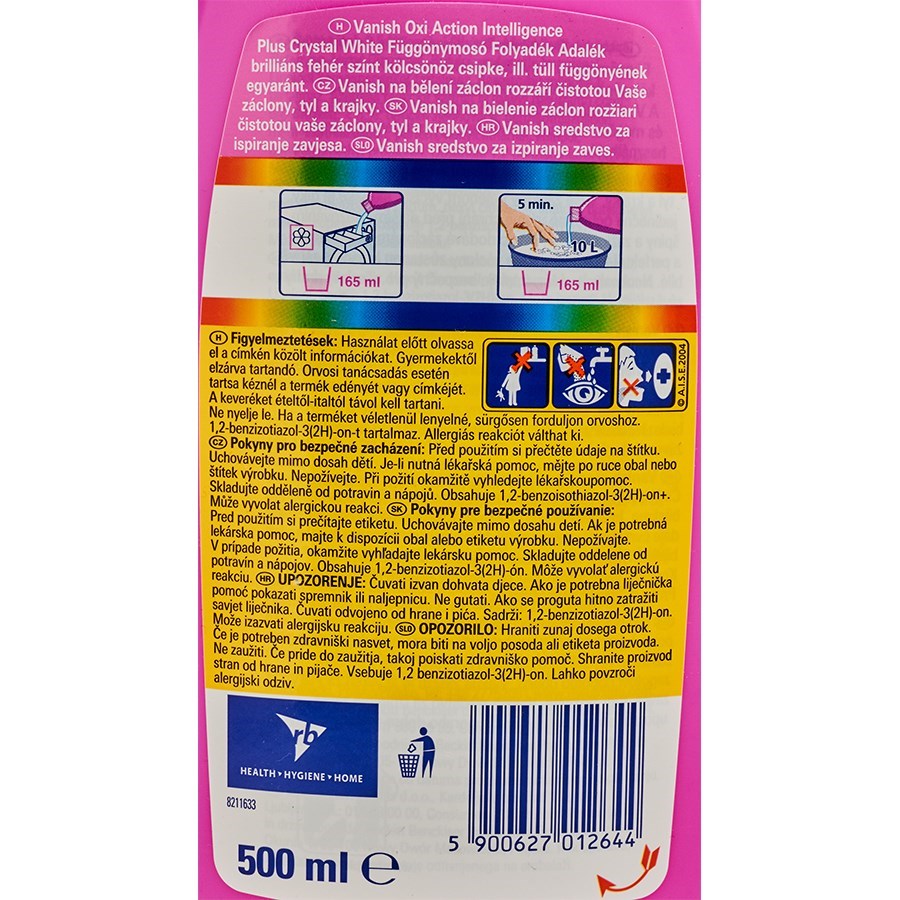 (H) Vanish Oxi Action Intelligence
Plus Crystal White Függönymosó Folyadék Adalék
brilliáns fehér színt kölcsönöz csipke, ill. tüll függönyének
egyaránt. (CZ) Vanish na bělení záclon rozzáří čistotou Vaše
záclony, tyl a krajky. (SK) Vanish na bielenie záclon rozžiari
čistotou vaše záclony, tyl a krajky. (HR) Vanish sredstvo za
ispiranje zavjesa. (SLO) Vanish sredstvo za izpiranje zaves.
165 ml
5 min.
10 L
165 ml
(H) Figyelmeztetések: Használat előtt olvassa
el a címkén közölt információkat. Gyermekektől
elzárva tartandó. Orvosi tanácsadás esetén
tartsa kéznél a termék edényét vagy címkéjét.
A keveréket ételtől-italtól távol kell tartani.
Ne nyelje le. Ha a terméket véletlenül lenyelné, sürgősen forduljon orvoshoz.
1,2-benzotiazol-3(2H)-on-t tartalmaz. Allergiás reakciót válthat ki.
© A.I.S.E.2004
(CZ) Pokyny pro bezpečné zacházení: Před použitím si přečtěte údaje na štítku.
Uchovávejte mimo dosah dětí. Je-li nutná lékařská pomoc, mějte po ruce obal nebo
štítek výrobku. Nepožívejte. Při požití okamžitě vyhledejte lékařskoupomoc.
Skladujte odděleně od potravin a nápojů. Obsahuje 1,2-benzoisothiazol-3(2H)-on+.
Může vyvolat alergickou reakci. (SK) Pokyny pre bezpečné používanie:
Pred použitím si prečítajte etiketu. Uchovávajte mimo dosahu detí. Ak je potrebná
lekárska pomoc, majte k dispozícii obal alebo etiketu výrobku. Nepožívajte.
V prípade požitia, okamžite vyhľadajte lekársku pomoc. Skladujte oddelene od
potravín a nápojov. Obsahuje 1,2-benzizotiazol-3(2H)-ón. Môže vyvolať alergickú
reakciu. (HR) UPOZORENJE: Čuvati izvan dohvata djece. Ako je potrebna liječnička
pomoć pokazati spremnik ili naljepnicu. Ne gutati. Ako se proguta hitno zatražiti
savjet liječnika. Čuvati odvojeno od hrane i pića. Sadrži: 1,2-benzizotiazol-3(2H)-on.
Može izazvati alergijsku reakciju. (SLO) OPOZORILO: Hraniti zunaj dosega otrok.
Če je potreben zdravniški nasvet, mora biti na voljo posoda ali etiketa proizvoda.
Ne zaužiti. Če pride do zaužitja, takoj poiskati zdravniško pomoč. Shranite proizvod
stran od hrane in pijače. Vsebuje 1,2 benzizotiazol-3(2H)-on. Lahko povzroči
alergijski odziv.
rb
HEALTH • HYGIENE • HOME
8211633
5 900627 012644
500 ml ℮